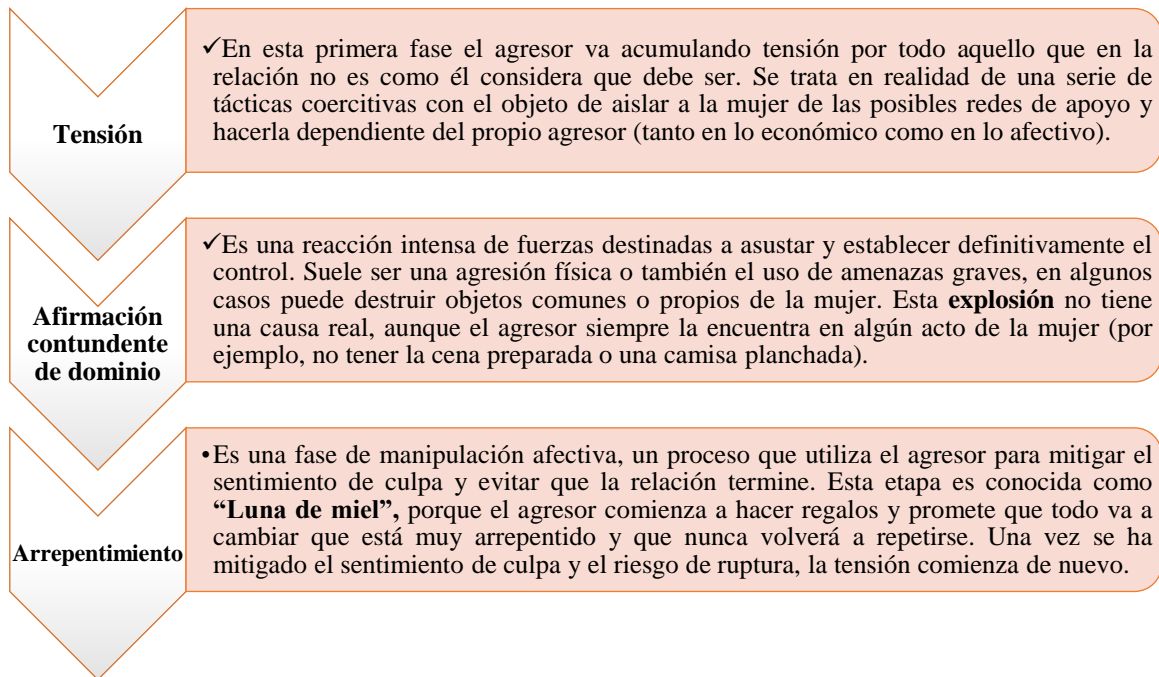 Tensión
✓En esta primera fase el agresor va acumulando tensión por todo aquello que en la
relación no es como él considera que debe ser. Se trata en realidad de una serie de
tácticas coercitivas con el objeto de aislar a la mujer de las posibles redes de apoyo y
hacerla dependiente del propio agresor (tanto en lo económico como en lo afectivo).
Afirmación
contundente
de dominio
✓Es una reacción intensa de fuerzas destinadas a asustar y establecer definitivamente el
control. Suele ser una agresión física o también el uso de amenazas graves, en algunos
casos puede destruir objetos comunes o propios de la mujer. Esta explosión no tiene
una causa real, aunque el agresor siempre la encuentra en algún acto de la mujer (por
ejemplo, no tener la cena preparada o una camisa planchada).
Arrepentimiento
•Es una fase de manipulación afectiva, un proceso que utiliza el agresor para mitigar el
sentimiento de culpa y evitar que la relación termine. Esta etapa es conocida como
“Luna de miel”, porque el agresor comienza a hacer regalos y promete que todo va a
cambiar que está muy arrepentido y que nunca volverá a repetirse. Una vez se ha
mitigado el sentimiento de culpa y el riesgo de ruptura, la tensión comienza de nuevo.